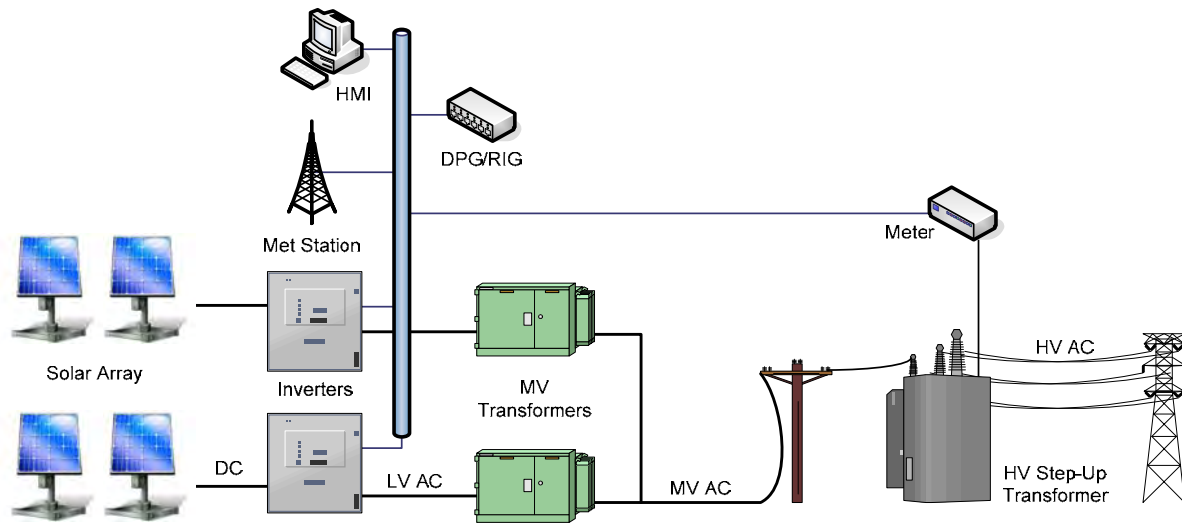 HMI
DPG/RIG
Met Station
Meter
HV AC
Solar Array
Inverters
MV
Transformers
DC
LV AC
MV AC
HV Step-Up
Transformer